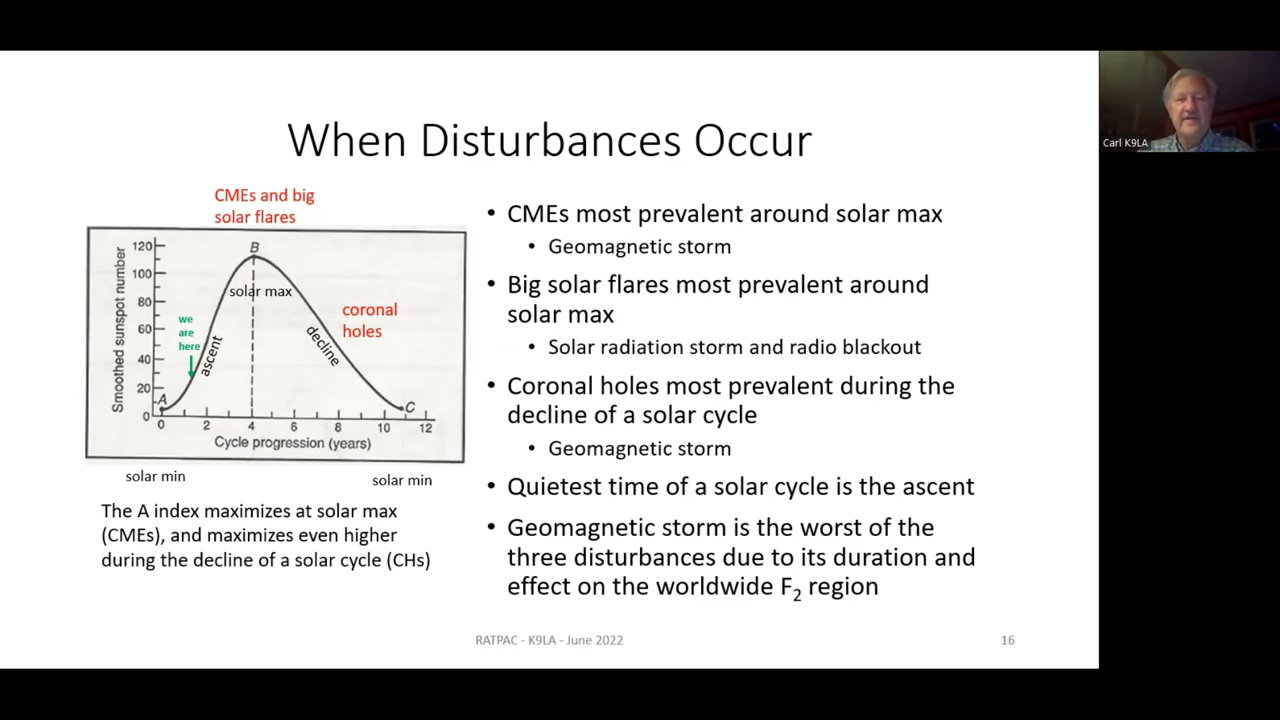 When Disturbances Occur
Carl K9LA
CMEs and big
solar flares
Smoothed sunspot number
120
100
80
60
40
20
0
A
B
C
solar max
we
are
here
ascent
decline
coronal
holes
0 2 4 6 8 10 12
Cycle progression (years)
solar min
solar min
The A index maximizes at solar max
(CMEs), and maximizes even higher
during the decline of a solar cycle (CHs)
• CMEs most prevalent around solar max
• Geomagnetic storm
• Big solar flares most prevalent around
solar max
• Solar radiation storm and radio blackout
• Coronal holes most prevalent during the
decline of a solar cycle
• Geomagnetic storm
• Quietest time of a solar cycle is the ascent
• Geomagnetic storm is the worst of the
three disturbances due to its duration and
effect on the worldwide F₂ region
RATPAC - K9LA - June 2022
16